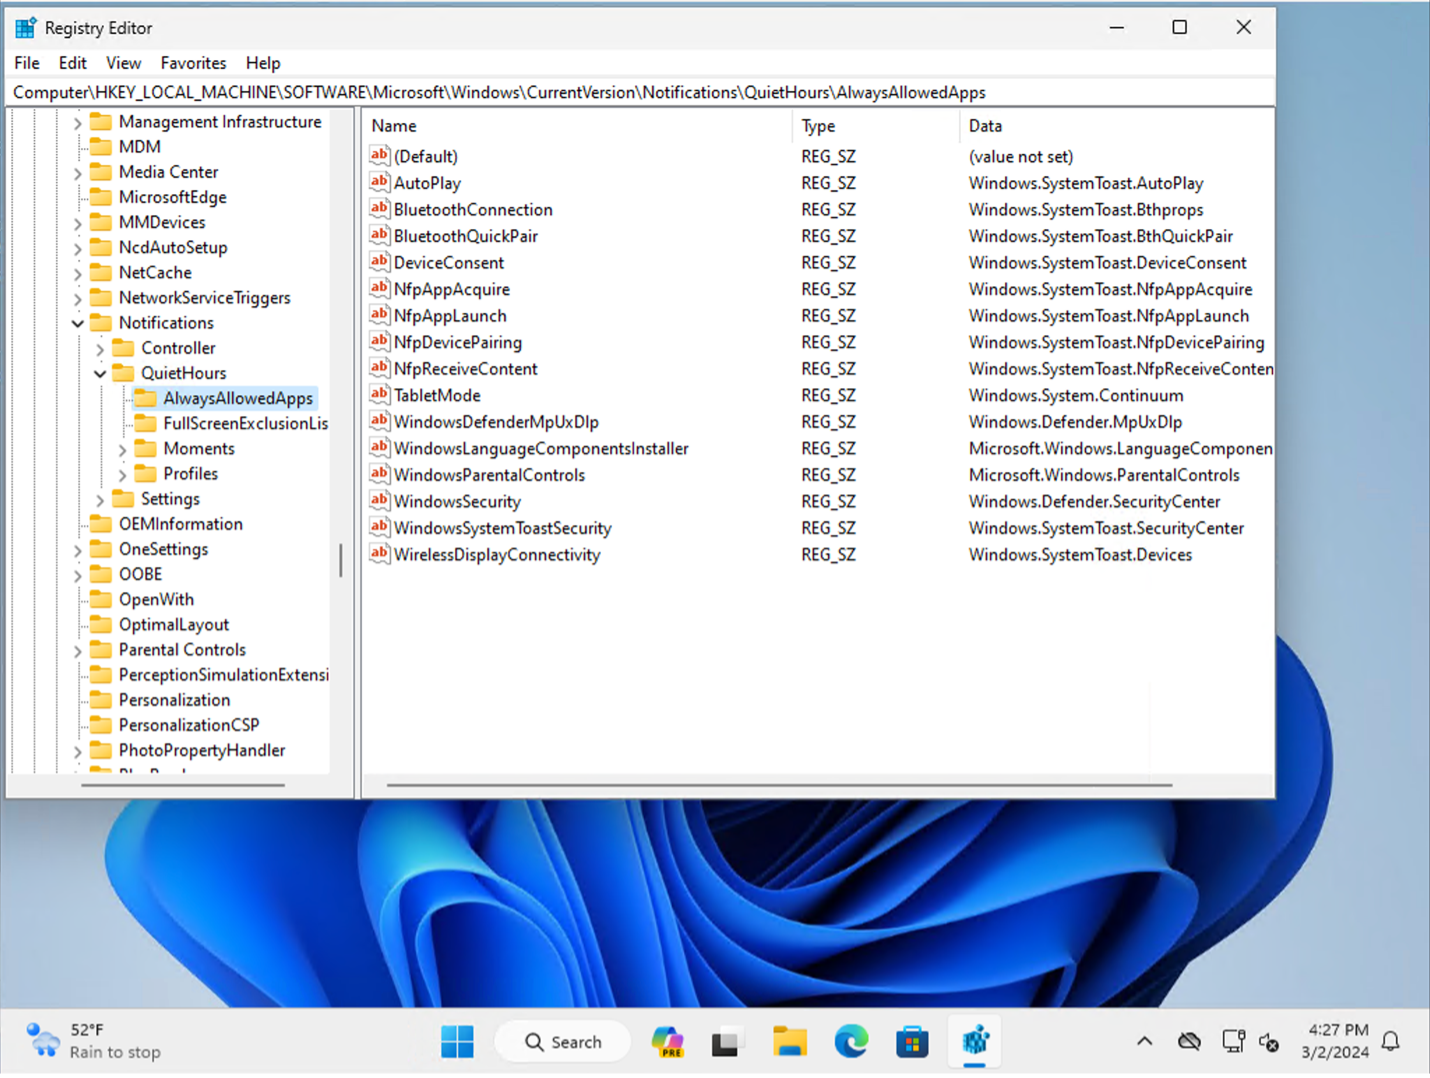 Registry Editor
File Edit View Favorites Help
Computer\HKEY_LOCAL_MACHINE\SOFTWARE\Microsoft\Windows\CurrentVersion\Notifications\QuietHours\AlwaysAllowedApps
Management Infrastructure
MDM
Media Center
MicrosoftEdge
MMDevices
NcdAutoSetup
NetCache
NetworkServiceTriggers
Notifications
Controller
QuietHours
AlwaysAllowedApps
FullScreenExclusionLis
Moments
Profiles
Settings
OEMInformation
OneSettings
OOBE
OpenWith
OptimalLayout
Parental Controls
PerceptionSimulationExtensi
Personalization
PersonalizationCSP
PhotoPropertyHandler
Name Type Data
(Default) REG_SZ (value not set)
AutoPlay REG_SZ Windows.SystemToast.AutoPlay
BluetoothConnection REG_SZ Windows.SystemToast.Bthprops
BluetoothQuickPair REG_SZ Windows.SystemToast.BthQuickPair
DeviceConsent REG_SZ Windows.SystemToast.DeviceConsent
NfpAppAcquire REG_SZ Windows.SystemToast.NfpAppAcquire
NfpAppLaunch REG_SZ Windows.SystemToast.NfpAppLaunch
NfpDevicePairing REG_SZ Windows.SystemToast.NfpDevicePairing
NfpReceiveContent REG_SZ Windows.SystemToast.NfpReceiveConten
TabletMode REG_SZ Windows.System.Continuum
WindowsDefenderMpUxDlp REG_SZ Windows.Defender.MpUxDlp
WindowsLanguageComponentsInstaller REG_SZ Microsoft.Windows.LanguageComponen
WindowsParentalControls REG_SZ Microsoft.Windows.ParentalControls
WindowsSecurity REG_SZ Windows.Defender.SecurityCenter
WindowsSystemToastSecurity REG_SZ Windows.SystemToast.SecurityCenter
WirelessDisplayConnectivity REG_SZ Windows.SystemToast.Devices
52°F
Rain to stop
Search
PRE
4:27 PM
3/2/2024